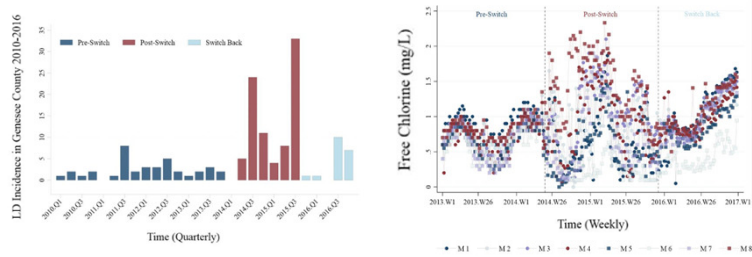 Pre-Switch Post-Switch Switch Back
LD Incidence in Genesee County 2010-2016
35
30
25
20
15
10
5
0
2010.Q1 2010.Q3 2011.Q1 2011.Q3 2012.Q1 2012.Q3 2013.Q1 2013.Q3 2014.Q1 2014.Q3 2015.Q1 2015.Q3 2016.Q1 2016.Q3
Time (Quarterly)
Pre-Switch Post-Switch Switch Back
Free Chlorine (mg/L)
2.5
2
1.5
1
.5
0
2013.W1 2013.W26 2014.W1 2014.W26 2015.W1 2015.W26 2016.W1 2016.W26 2017.W1
Time (Weekly)
M 1 M 2 M 3 M 4 M 5 M 6 M 7 M 8